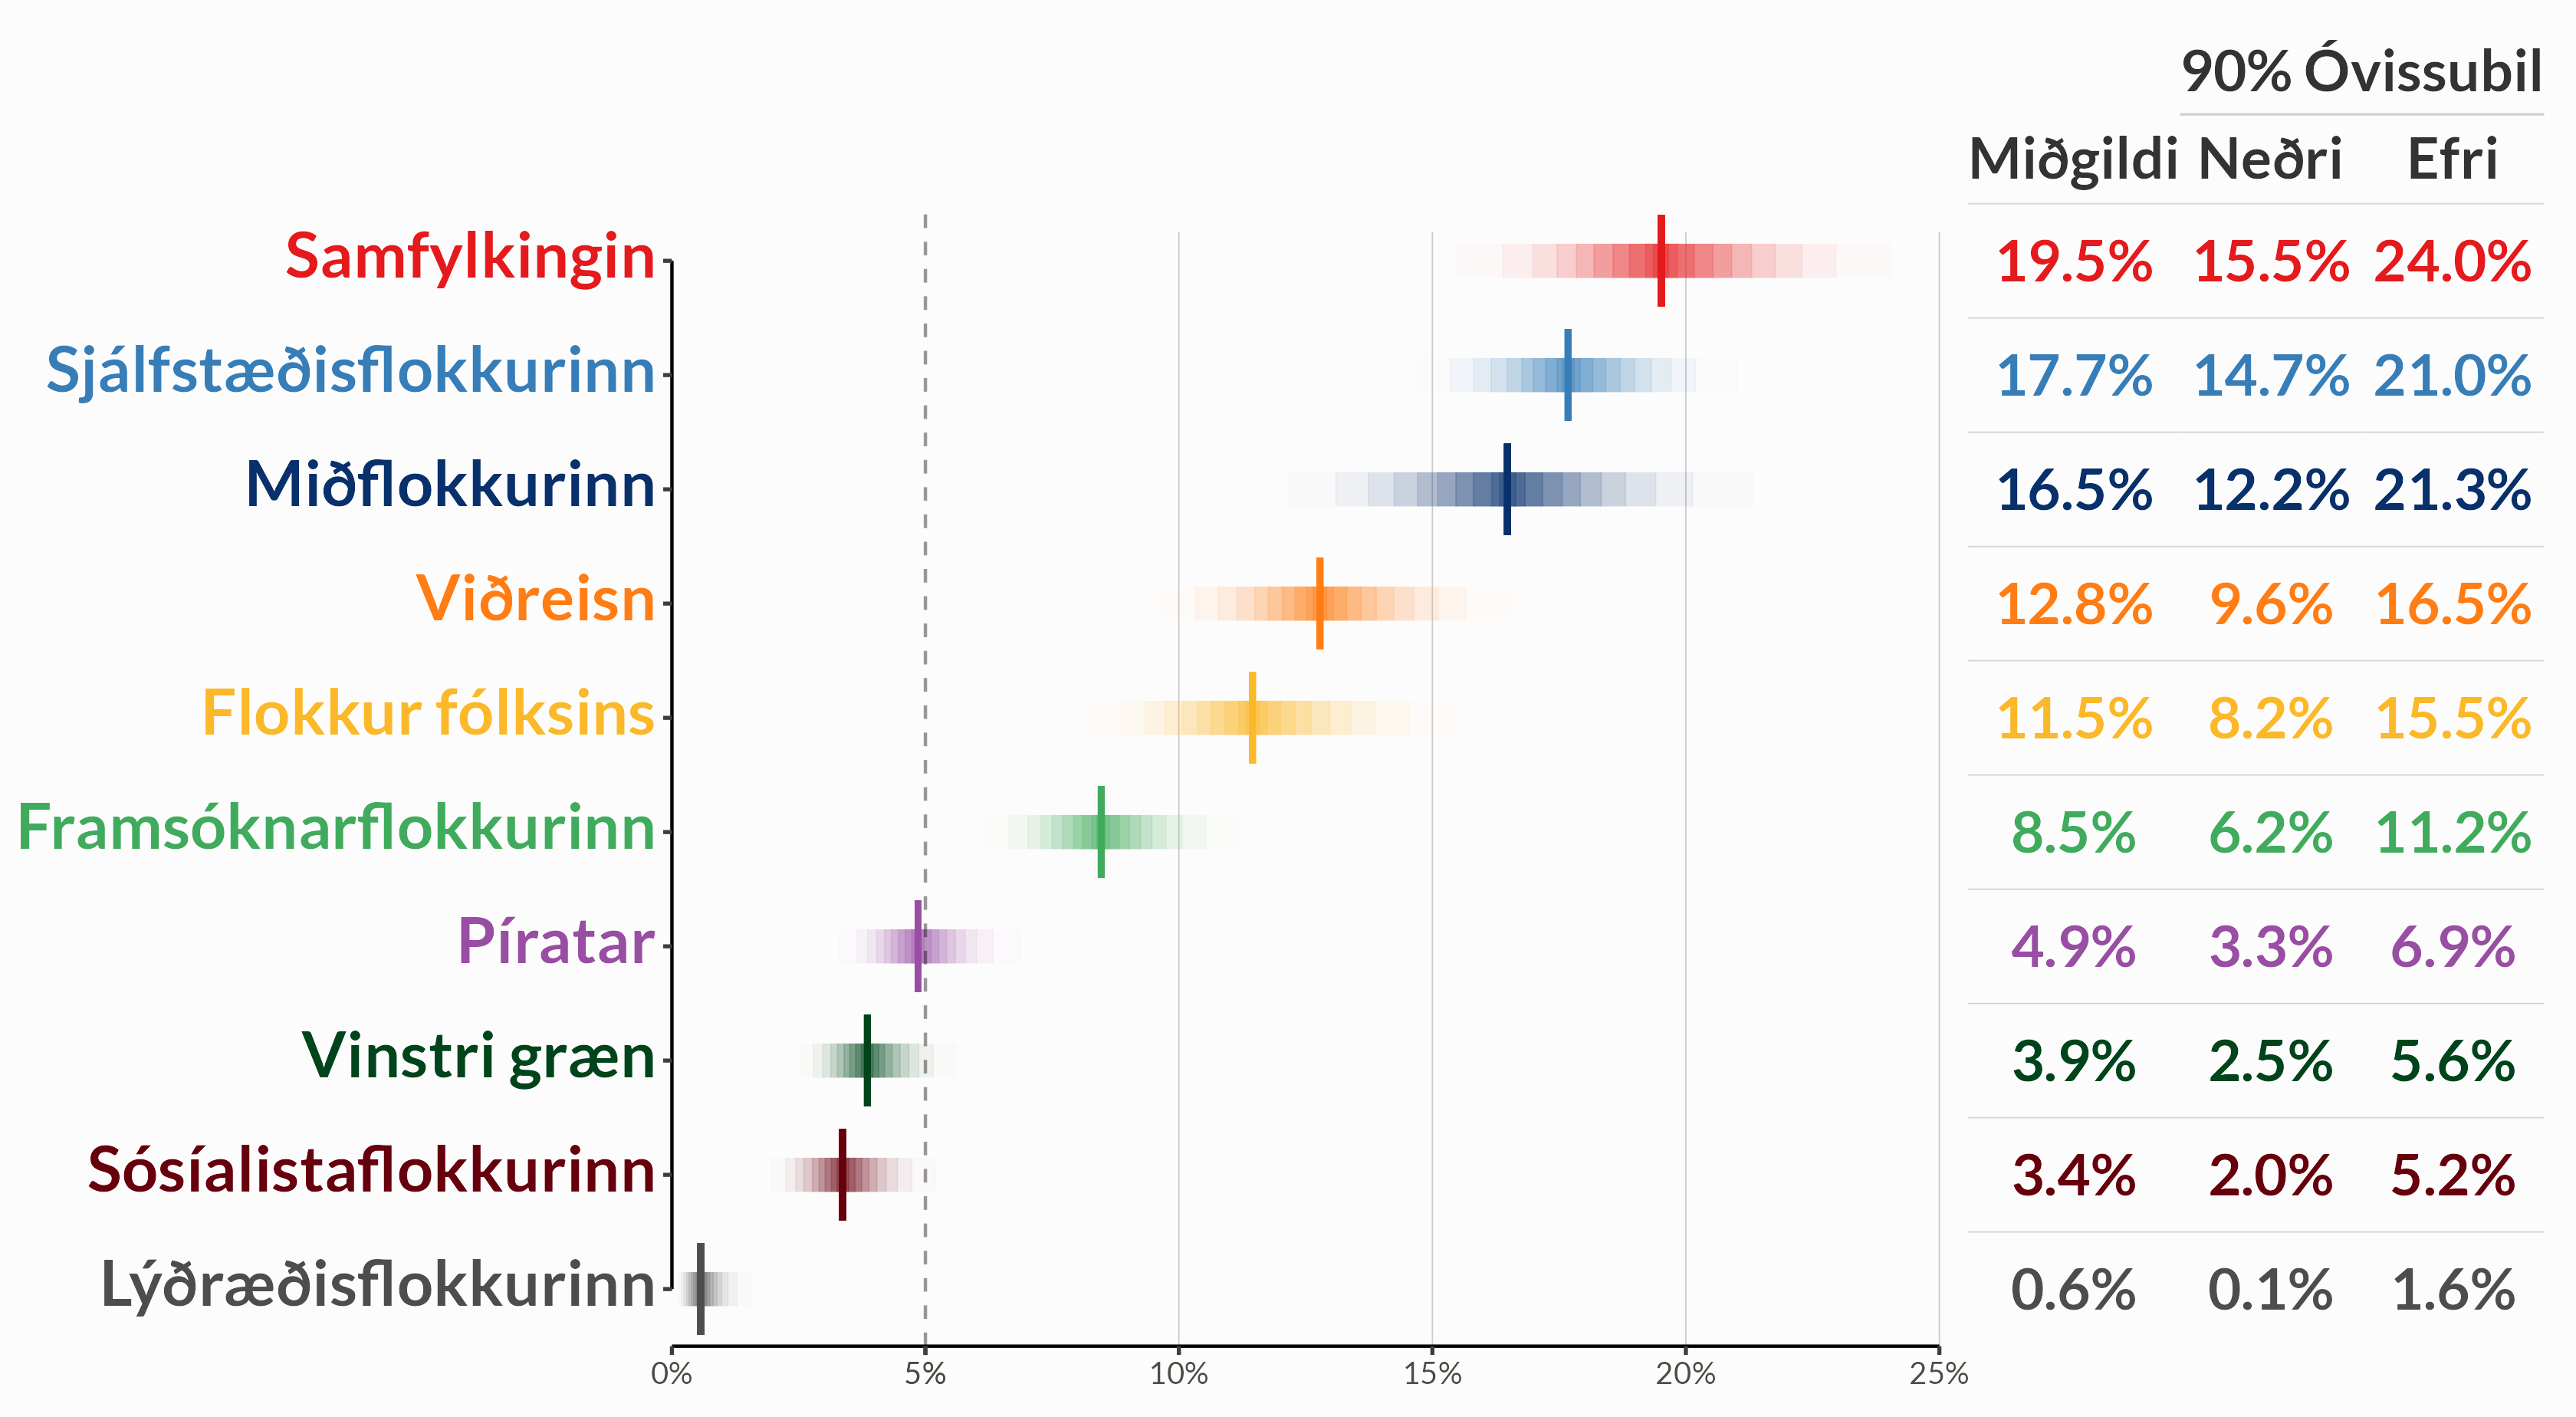 90% Óvissubil
Miðgildi Neðri Efri
Samfylkingin 19.5% 15.5% 24.0%
Sjálfstæðisflokkurinn 17.7% 14.7% 21.0%
Miðflokkurinn 16.5% 12.2% 21.3%
Viðreisn 12.8% 9.6% 16.5%
Flokkur fólksins 11.5% 8.2% 15.5%
Framsóknarflokkurinn 8.5% 6.2% 11.2%
Píratar 4.9% 3.3% 6.9%
Vinstri græn 3.9% 2.5% 5.6%
Sósíalistaflokkurinn 3.4% 2.0% 5.2%
Lýðræðisflokkurinn 0.6% 0.1% 1.6%
0% 5% 10% 15% 20% 25%